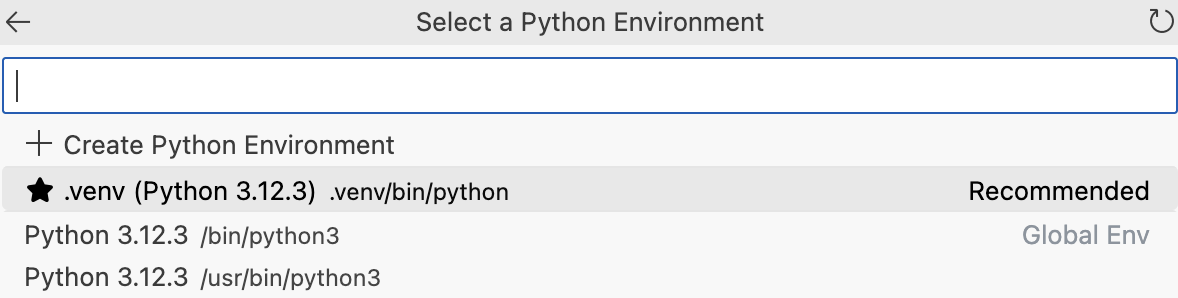 Select a Python Environment
Create Python Environment
.venv (Python 3.12.3) .venv/bin/python Recommended
Python 3.12.3 /bin/python3 Global Env
Python 3.12.3 /usr/bin/python3